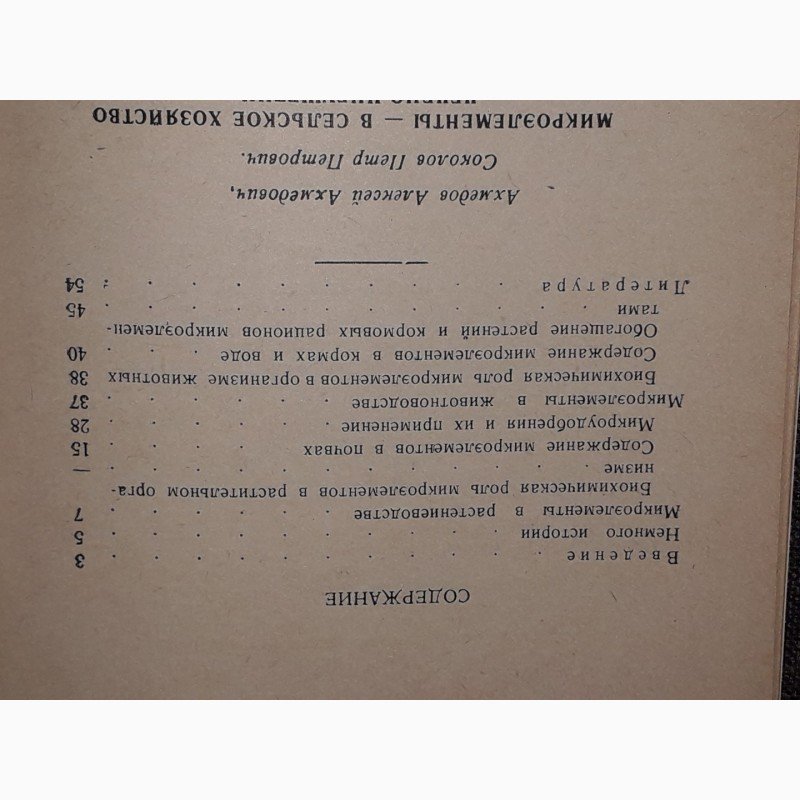 СОДЕРЖАНИЕ
Введение . . . . . . . . . . . 3
Немного истории . . . . . . . . . 5
Микроэлементы в растениеводстве . . . . . 7
Биохимическая роль микроэлементов в растительном орга-
низме . . . . . . . . . . —
Содержание микроэлементов в почвах . . . . 15
Микроудобрения и их применение . . . . . 28
Микроэлементы в животноводстве . . . . . 37
Биохимическая роль микроэлементов в организме животных 38
Содержание микроэлементов в кормах и воде . . . 40
Обогащение растений и кормовых рационов микроэлемен-
тами . . . . . . . . . . 45
Литература . . . . . . . . . . 54
Ахмедов Алексей Ахмедович,
Соколов Петр Петрович.
МИКРОЭЛЕМЕНТЫ — В СЕЛЬСКОЕ ХОЗЯЙСТВО